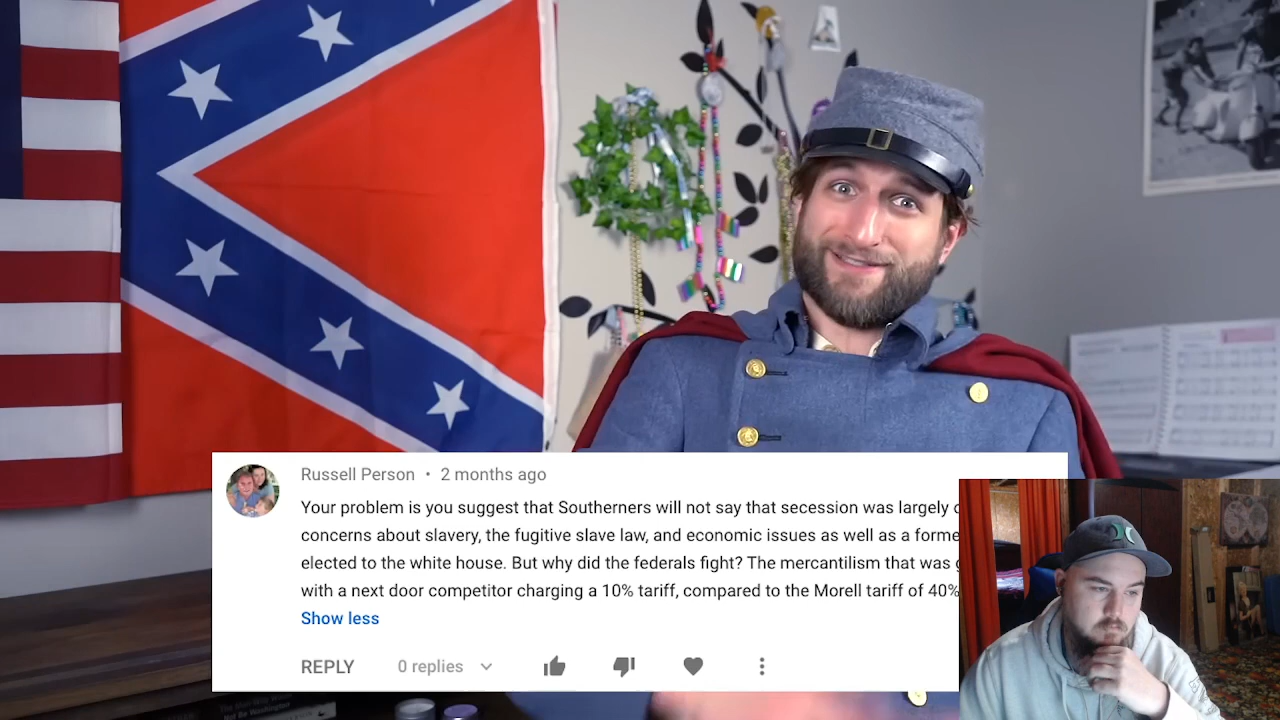 Russell Person • 2 months ago
Your problem is you suggest that Southerners will not say that secession was largely
concerns about slavery, the fugitive slave law, and economic issues as well as a forme
elected to the white house. But why did the federals fight? The mercantilism that was
with a next door competitor charging a 10% tariff, compared to the Morell tariff of 40%
Show less
REPLY 0 replies